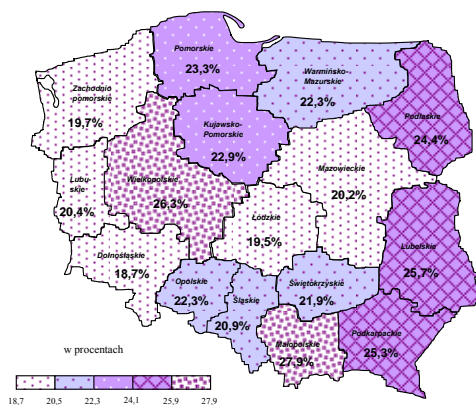 Pomorskie
23,3%
Warmińsko-
Mazurskie
22,3%
Zachodnio
pomorskie
19,7%
Podlaskie
24,4%
Kujawsko-
Pomorskie
22,9%
Mazowieckie
20,2%
Lubu-
skie
20,4%
Wielkopolskie
26,3%
Łódzkie
19,5%
Lubelskie
25,7%
Dolnośląskie
18,7%
Opolskie
22,3%
Śląskie
20,9%
Świętokrzyskie
21,9%
Małopolskie
27,9%
Podkarpackie
25,3%
w procentach
18,7 20,5 22,3 24,1 25,9 27,9